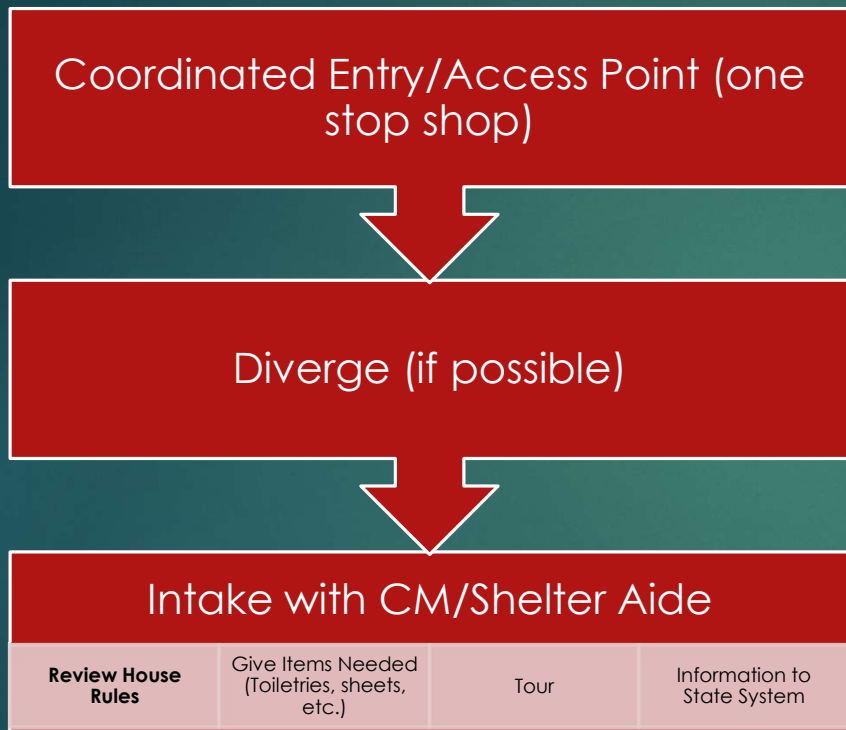 Coordinated Entry/Access Point (one
stop shop)
Diverge (if possible)
Intake with CM/Shelter Aide
Review House
Rules
Give Items Needed
(Toiletries, sheets,
etc.)
Tour
Information to
State System